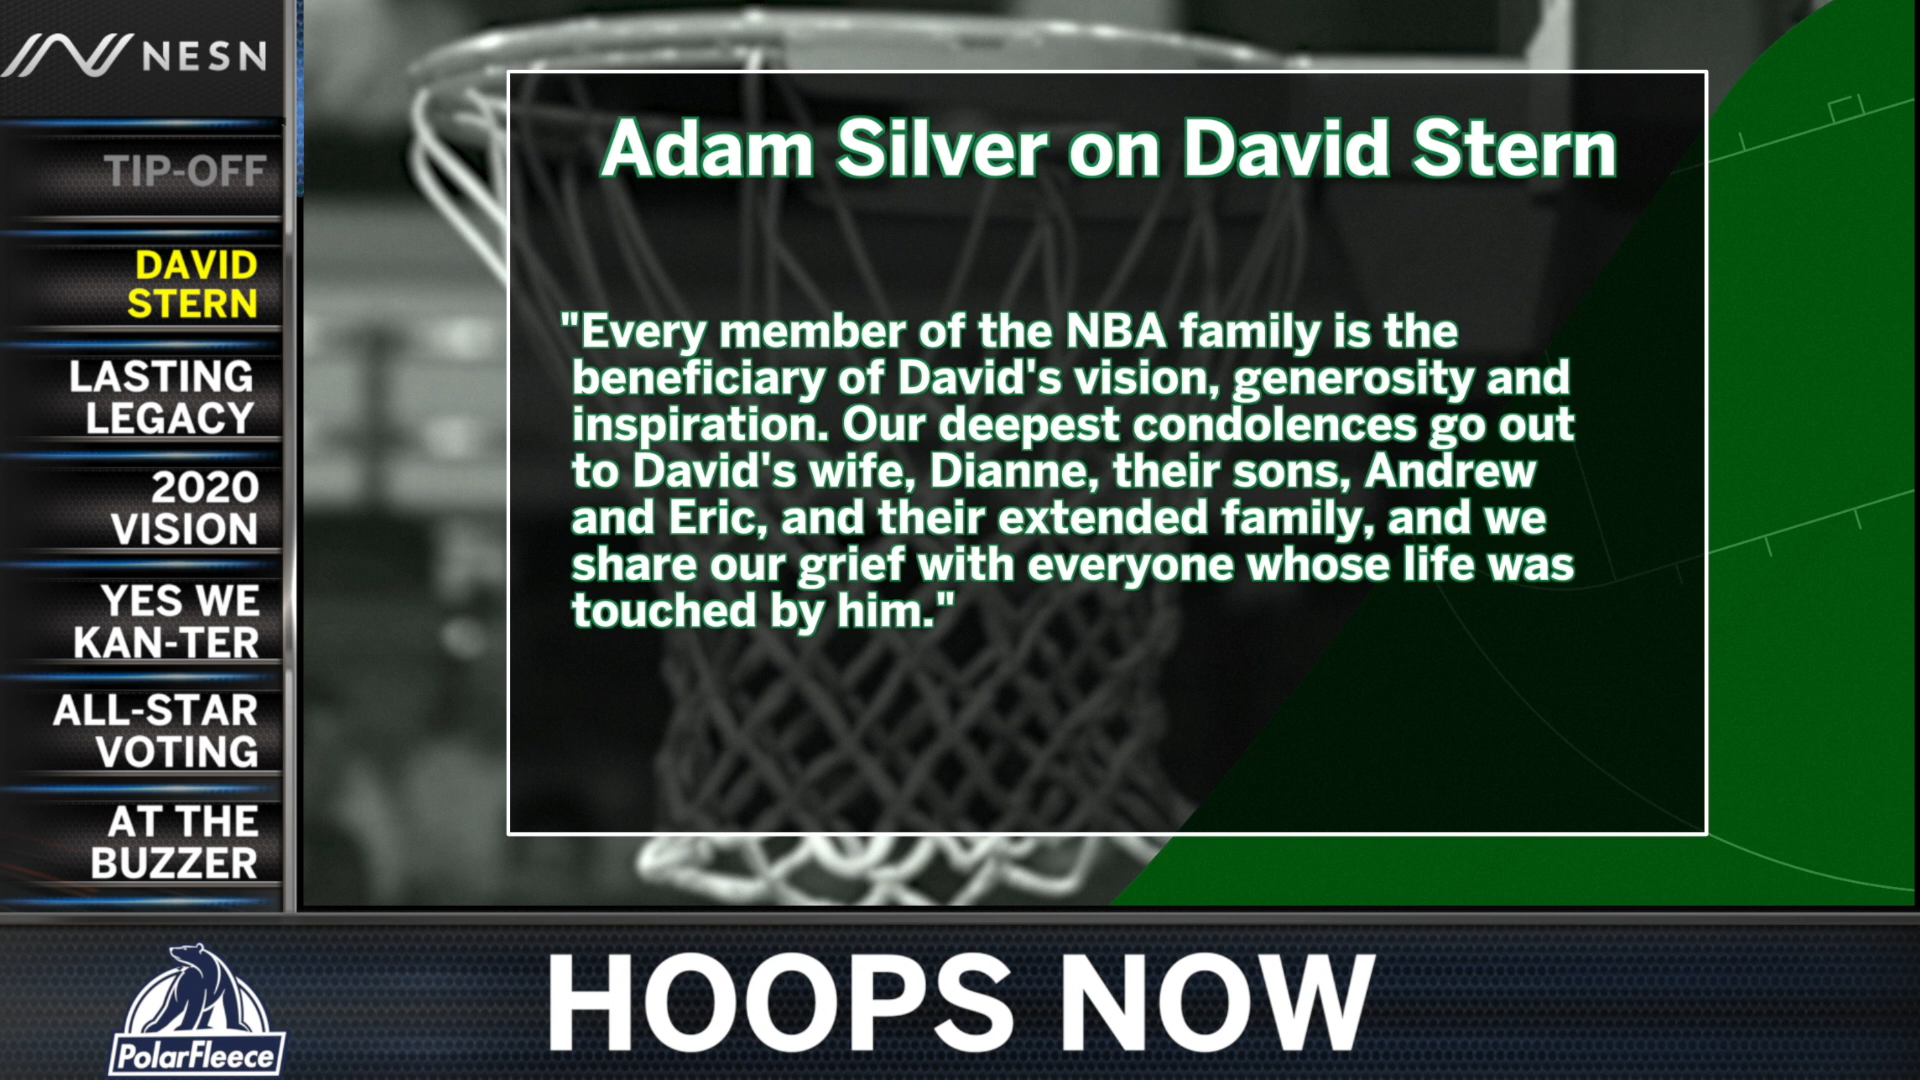 NESN
TIP-OFF
DAVID
STERN
LASTING
LEGACY
2020
VISION
YES WE
KAN-TER
ALL-STAR
VOTING
AT THE
BUZZER
Adam Silver on David Stern
"Every member of the NBA family is the
beneficiary of David's vision, generosity and
inspiration. Our deepest condolences go out
to David's wife, Dianne, their sons, Andrew
and Eric, and their extended family, and we
share our grief with everyone whose life was
touched by him."
PolarFleece
HOOPS NOW